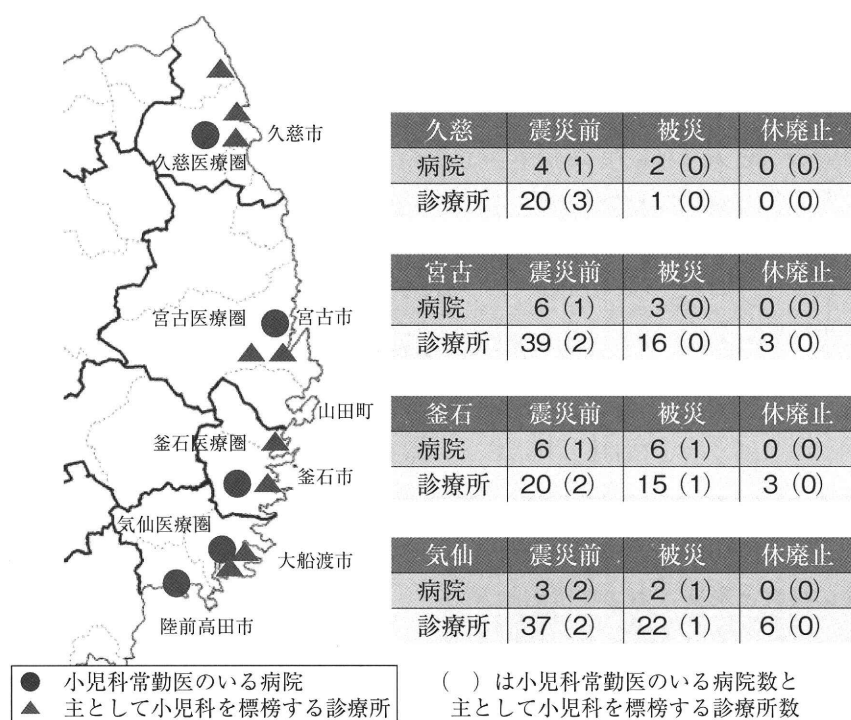 久慈市
久慈医療圏
宮古医療圏
宮古市
山田町
釜石医療圏
釜石市
気仙医療圏
大船渡市
陸前高田市
● 小児科常勤医のいる病院
▲ 主として小児科を標榜する診療所
久慈 震災前 被災 休廃止
病院 4 (1) 2 (0) 0 (0)
診療所 20 (3) 1 (0) 0 (0)
宮古 震災前 被災 休廃止
病院 6 (1) 3 (0) 0 (0)
診療所 39 (2) 16 (0) 3 (0)
釜石 震災前 被災 休廃止
病院 6 (1) 6 (1) 0 (0)
診療所 20 (2) 15 (1) 3 (0)
気仙 震災前 被災 休廃止
病院 3 (2) 2 (1) 0 (0)
診療所 37 (2) 22 (1) 6 (0)
（　）は小児科常勤医のいる病院数と
主として小児科を標榜する診療所数